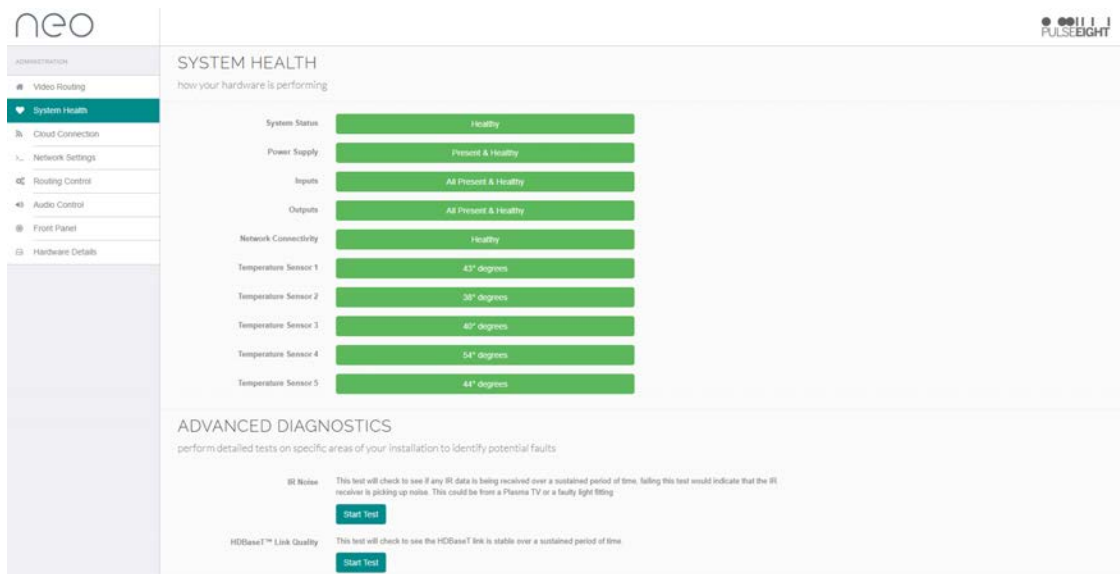 neo
PULSEEIGHT
ADMINISTRATION
Video Routing
System Health
Cloud Connection
Network Settings
Routing Control
Audio Control
Front Panel
Hardware Details
SYSTEM HEALTH
how your hardware is performing
System Status Healthy
Power Supply Present & Healthy
Inputs All Present & Healthy
Outputs All Present & Healthy
Network Connectivity Healthy
Temperature Sensor 1 43° degrees
Temperature Sensor 2 38° degrees
Temperature Sensor 3 40° degrees
Temperature Sensor 4 54° degrees
Temperature Sensor 5 44° degrees
ADVANCED DIAGNOSTICS
perform detailed tests on specific areas of your installation to identify potential faults
IR Noise This test will check to see if any IR data is being received over a sustained period of time, failing this test would indicate that the IR
receiver is picking up noise. This could be from a Plasma TV or a faulty light fitting
Start Test
HDBaseT™ Link Quality This test will check to see the HDBaseT link is stable over a sustained period of time.
Start Test